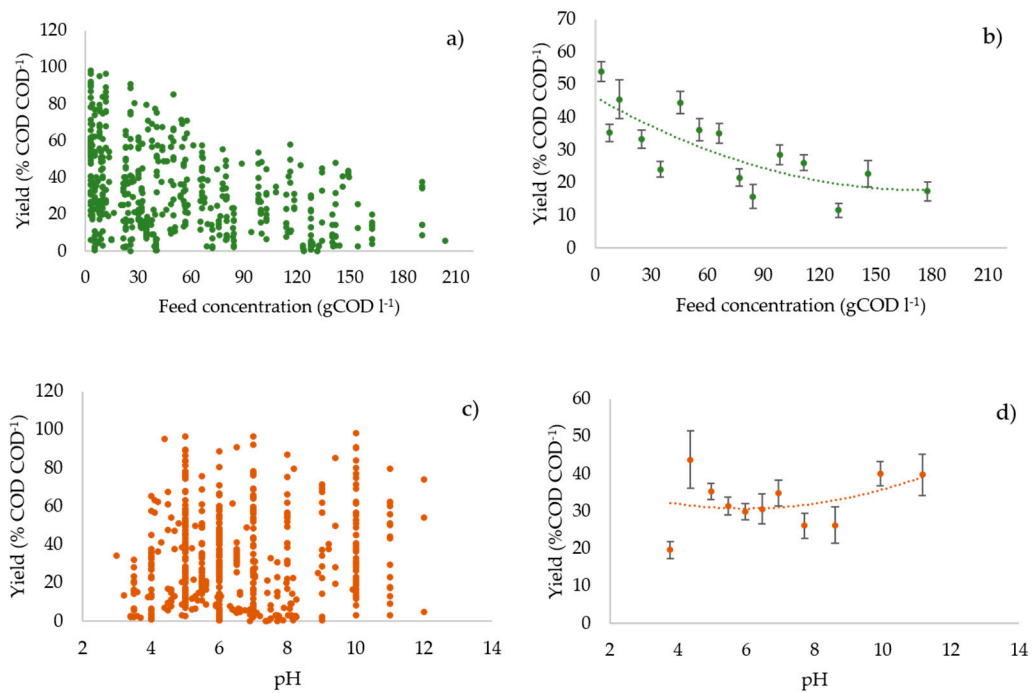 a)
Yield (% COD COD⁻¹)
120
100
80
60
40
20
0
0 30 60 90 120 150 180 210
Feed concentration (gCOD l⁻¹)
b)
Yield (% COD COD⁻¹)
70
60
50
40
30
20
10
0
0 30 60 90 120 150 180 210
Feed concentration (gCOD l⁻¹)
c)
Yield (% COD COD⁻¹)
120
100
80
60
40
20
0
2 4 6 8 10 12 14
pH
d)
Yield (%COD COD⁻¹)
60
50
40
30
20
10
0
2 4 6 8 10 12 14
pH